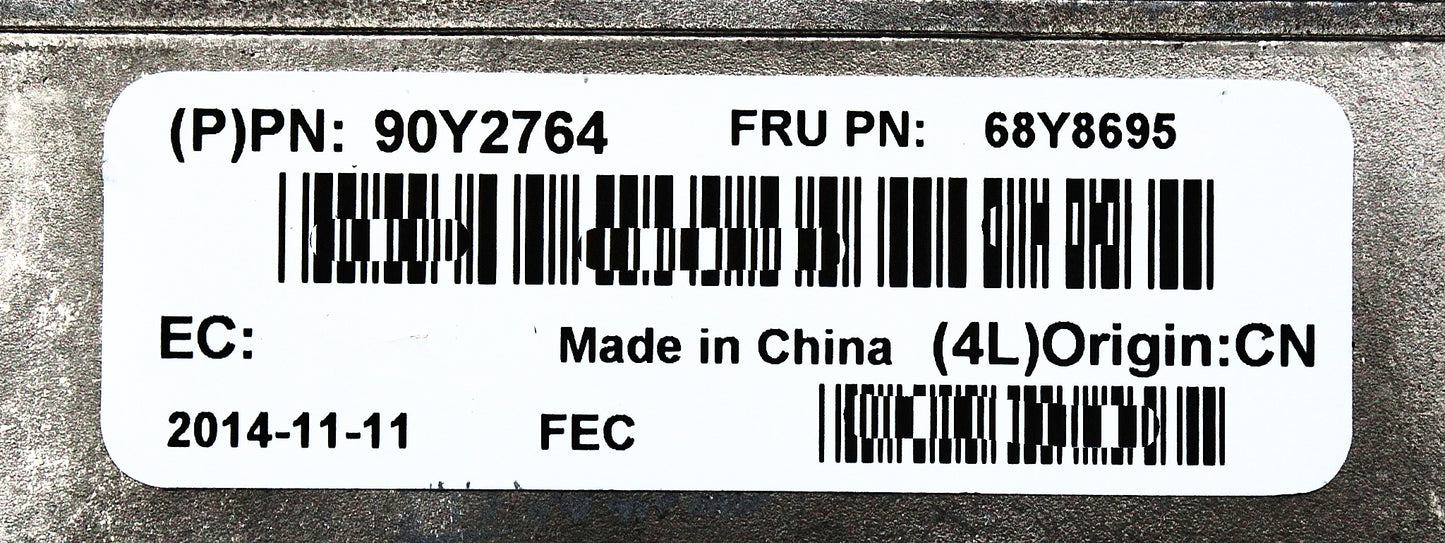 (P)PN: 90Y2764 FRU PN: 68Y8695
EC: Made in China (4L)Origin:CN
2014-11-11 FEC